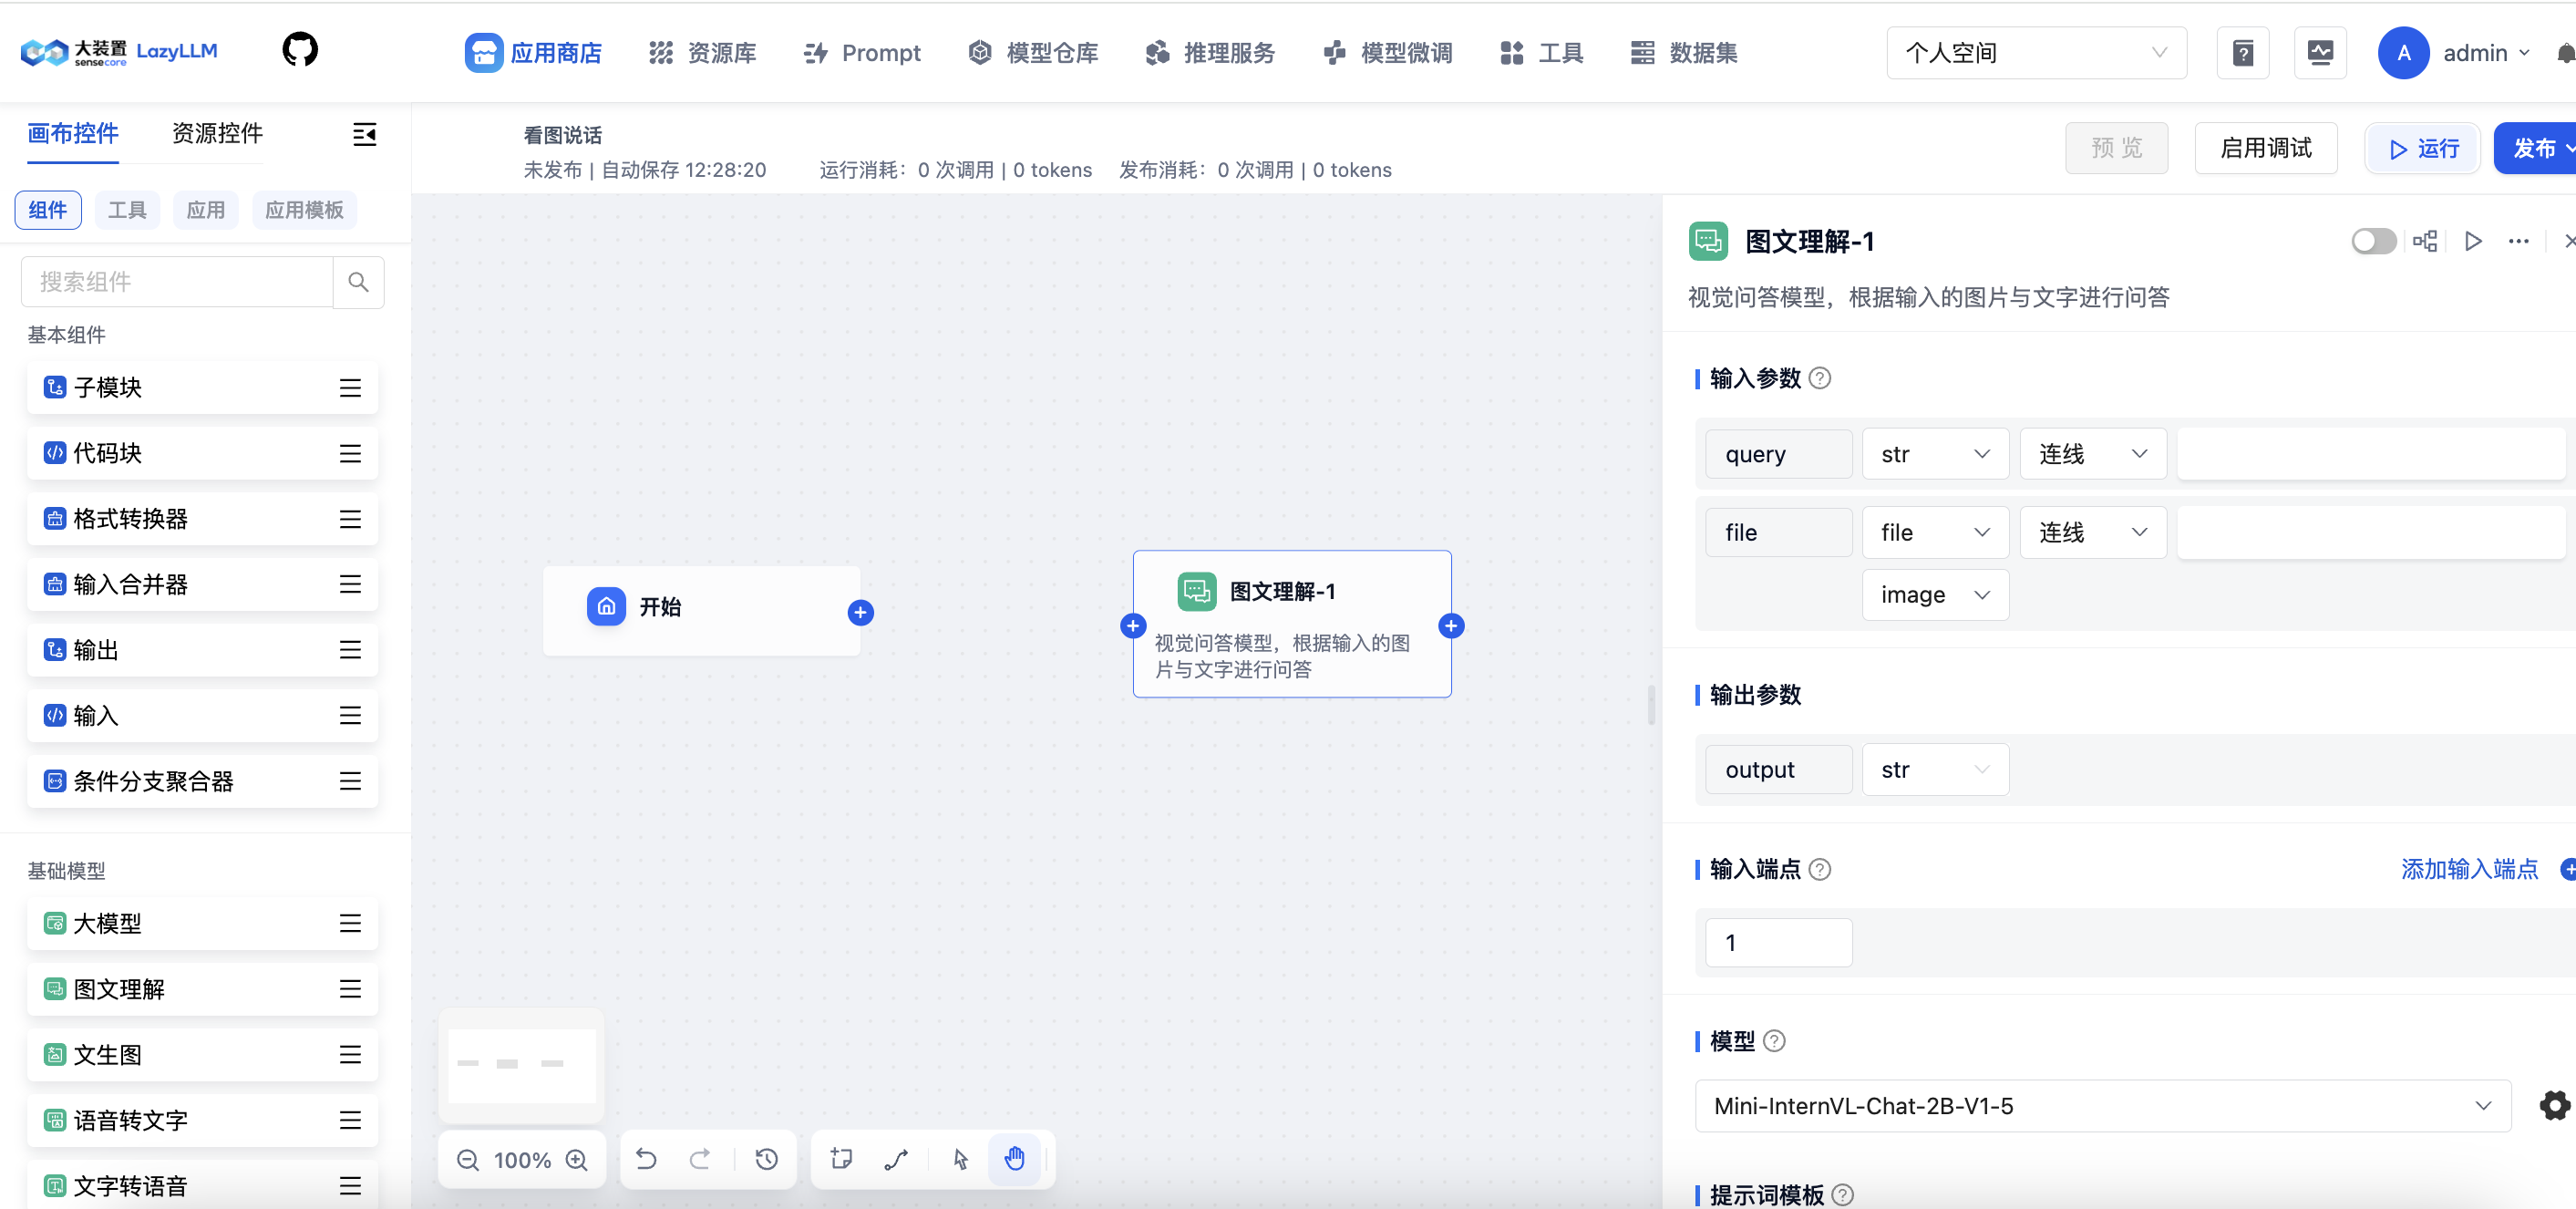 大装置
sensecore
LazyLLM
应用商店
资源库
Prompt
模型仓库
推理服务
模型微调
工具
数据集
个人空间
A
admin
画布控件
资源控件
看图说话
未发布 | 自动保存 12:28:20
运行消耗：0 次调用 | 0 tokens
发布消耗：0 次调用 | 0 tokens
预 览
启用调试
运行
发布
组件
工具
应用
应用模板
搜索组件
基本组件
子模块
代码块
格式转换器
输入合并器
输出
输入
条件分支聚合器
基础模型
大模型
图文理解
文生图
语音转文字
文字转语音
开始
图文理解-1
视觉问答模型，根据输入的图
片与文字进行问答
100%
图文理解-1
视觉问答模型，根据输入的图片与文字进行问答
输入参数
query
str
连线
file
file
连线
image
输出参数
output
str
输入端点
添加输入端点
1
模型
Mini-InternVL-Chat-2B-V1-5
提示词模板